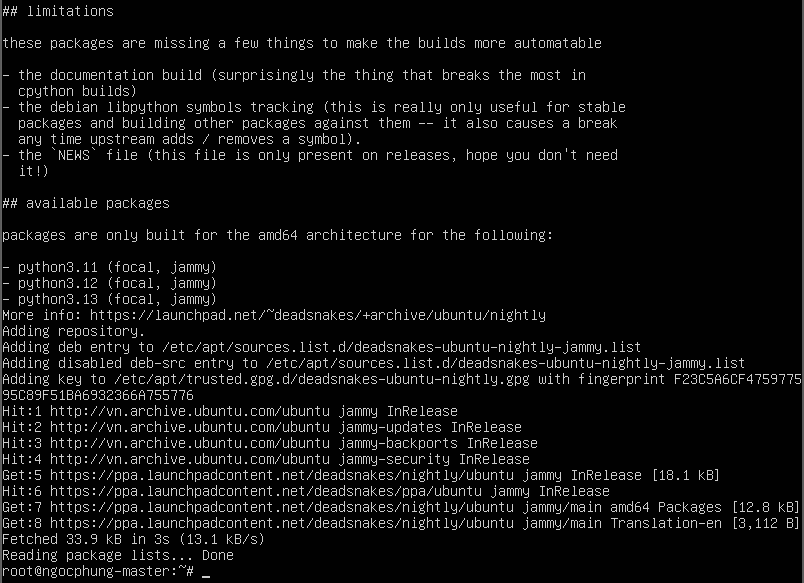 ## limitations
these packages are missing a few things to make the builds more automatable
- the documentation build (surprisingly the thing that breaks the most in
cpython builds)
- the debian libpython symbols tracking (this is really only useful for stable
packages and building other packages against them -- it also causes a break
any time upstream adds / removes a symbol).
- the `NEWS` file (this file is only present on releases, hope you don't need
it!)
## available packages
packages are only built for the amd64 architecture for the following:
- python3.11 (focal, jammy)
- python3.12 (focal, jammy)
- python3.13 (focal, jammy)
More info: https://launchpad.net/~deadsnakes/+archive/ubuntu/nightly
Adding repository.
Adding deb entry to /etc/apt/sources.list.d/deadsnakes-ubuntu-nightly-jammy.list
Adding disabled deb-src entry to /etc/apt/sources.list.d/deadsnakes-ubuntu-nightly-jammy.list
Adding key to /etc/apt/trusted.gpg.d/deadsnakes-ubuntu-nightly.gpg with fingerprint F23C5A6CF4759775
95C89F51BA6932366A755776
Hit:1 http://vn.archive.ubuntu.com/ubuntu jammy InRelease
Hit:2 http://vn.archive.ubuntu.com/ubuntu jammy-updates InRelease
Hit:3 http://vn.archive.ubuntu.com/ubuntu jammy-backports InRelease
Hit:4 http://vn.archive.ubuntu.com/ubuntu jammy-security InRelease
Get:5 https://ppa.launchpadcontent.net/deadsnakes/nightly/ubuntu jammy InRelease [18.1 kB]
Hit:6 https://ppa.launchpadcontent.net/deadsnakes/ppa/ubuntu jammy InRelease
Get:7 https://ppa.launchpadcontent.net/deadsnakes/nightly/ubuntu jammy/main amd64 Packages [12.8 kB]
Get:8 https://ppa.launchpadcontent.net/deadsnakes/nightly/ubuntu jammy/main Translation-en [3,112 B]
Fetched 33.9 kB in 3s (13.1 kB/s)
Reading package lists... Done
root@ngocphung-master:~# _